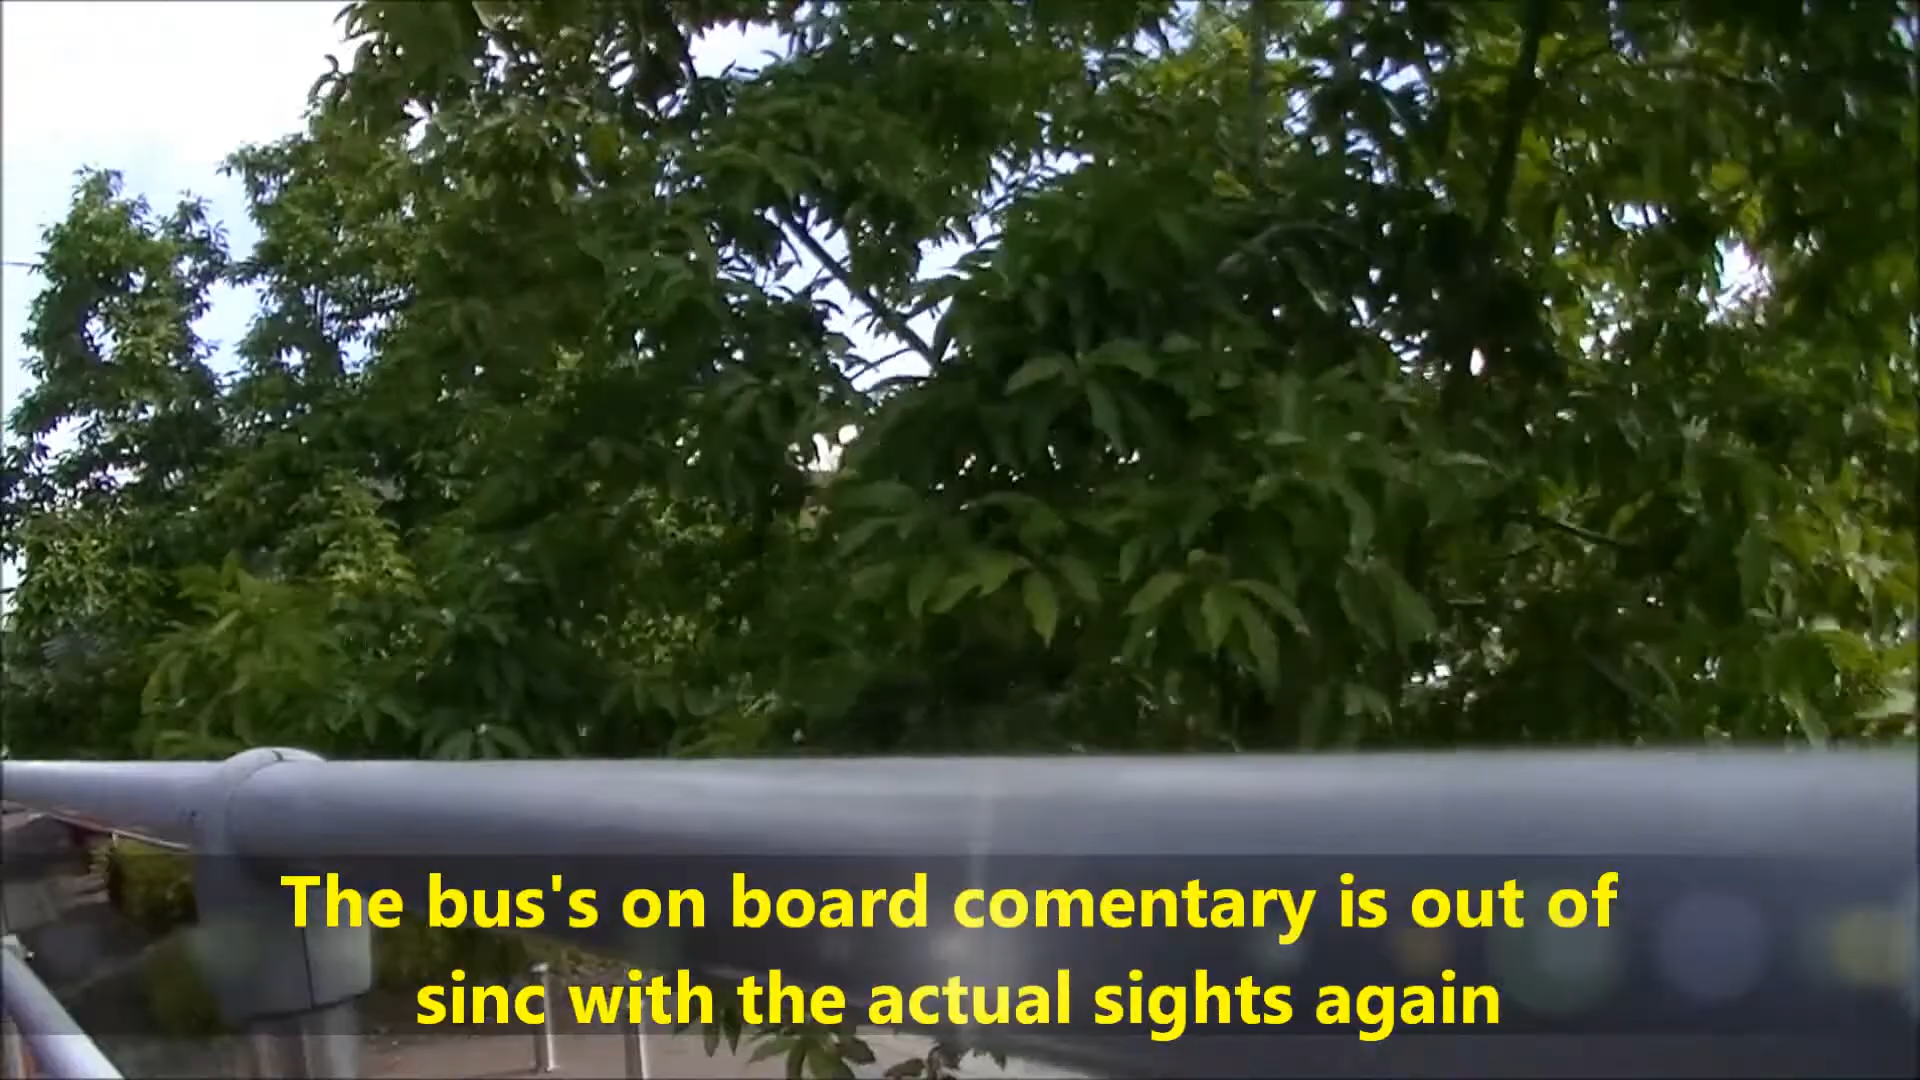 The bus's on board comentary is out of
sinc with the actual sights again